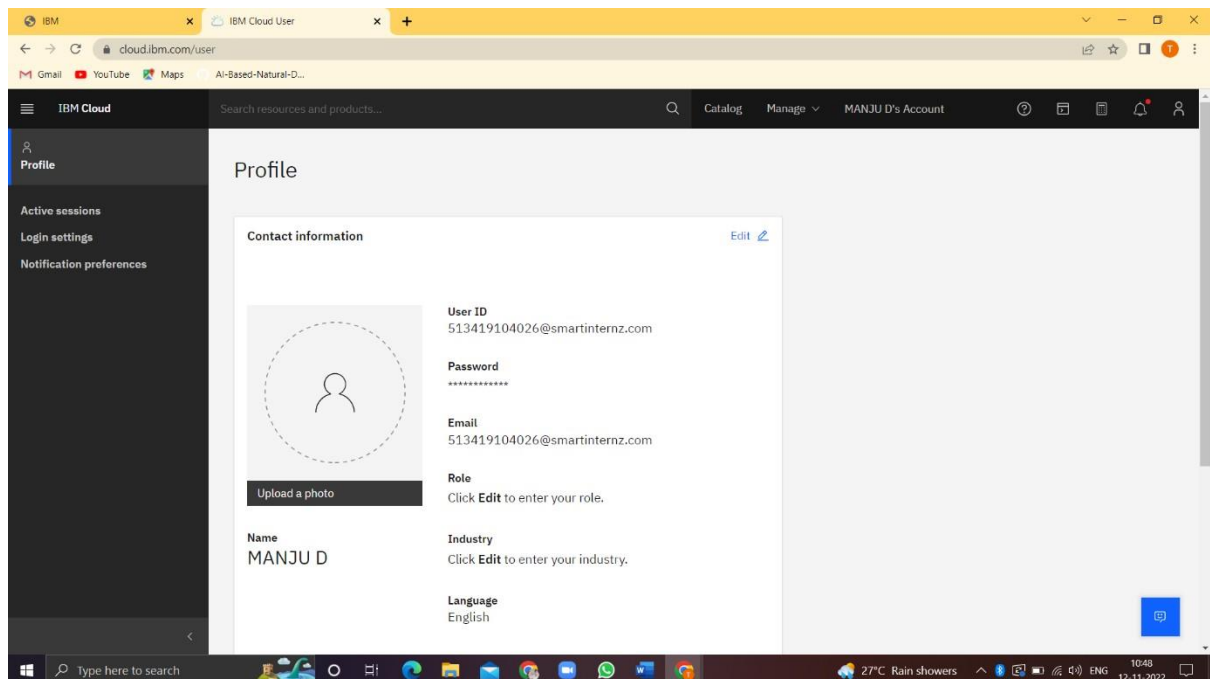 IBM
IBM Cloud User
cloud.ibm.com/user
Gmail YouTube Maps AI-Based-Natural-D...
T
IBM Cloud Search resources and products... Catalog Manage MANJU D's Account
Profile
Active sessions
Login settings
Notification preferences
Profile
Contact information Edit
Upload a photo
Name
MANJU D
User ID
513419104026@smartinternz.com
Password
************
Email
513419104026@smartinternz.com
Role
Click Edit to enter your role.
Industry
Click Edit to enter your industry.
Language
English
Type here to search 27°C Rain showers ENG 10:48
12-11-2022